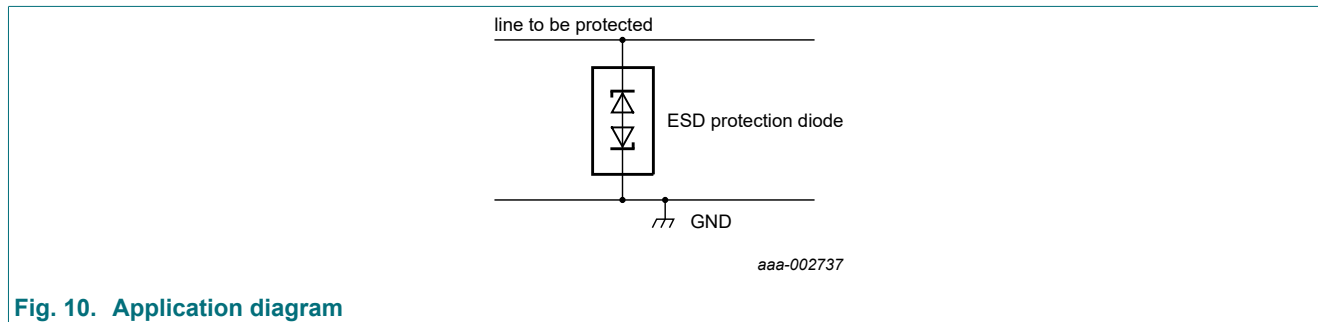 line to be protected
ESD protection diode
GND
aaa-002737
Fig. 10. Application diagram